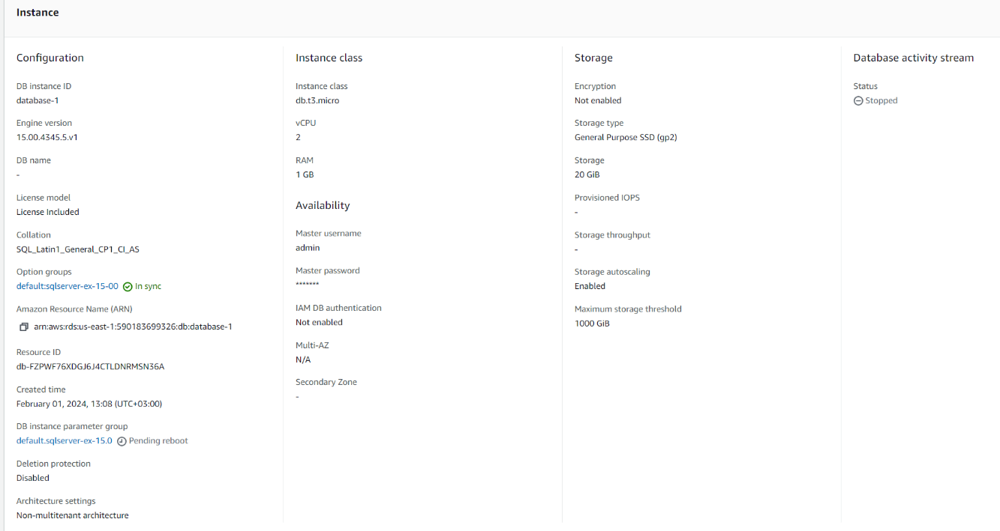 Instance
Configuration
DB instance ID
database-1
Engine version
15.00.4345.5.v1
DB name
-
License model
License Included
Collation
SQL_Latin1_General_CP1_CI_AS
Option groups
default:sqlserver-ex-15-00 In sync
Amazon Resource Name (ARN)
arn:aws:rds:us-east-1:590183699326:db:database-1
Resource ID
db-FZPWF76XDGJ6J4CTLDNRMSN36A
Created time
February 01, 2024, 13:08 (UTC+03:00)
DB instance parameter group
default.sqlserver-ex-15.0 Pending reboot
Deletion protection
Disabled
Architecture settings
Non-multitenant architecture
Instance class
Instance class
db.t3.micro
vCPU
2
RAM
1 GB
Availability
Master username
admin
Master password
*******
IAM DB authentication
Not enabled
Multi-AZ
N/A
Secondary Zone
-
Storage
Encryption
Not enabled
Storage type
General Purpose SSD (gp2)
Storage
20 GiB
Provisioned IOPS
-
Storage throughput
-
Storage autoscaling
Enabled
Maximum storage threshold
1000 GiB
Database activity stream
Status
Stopped